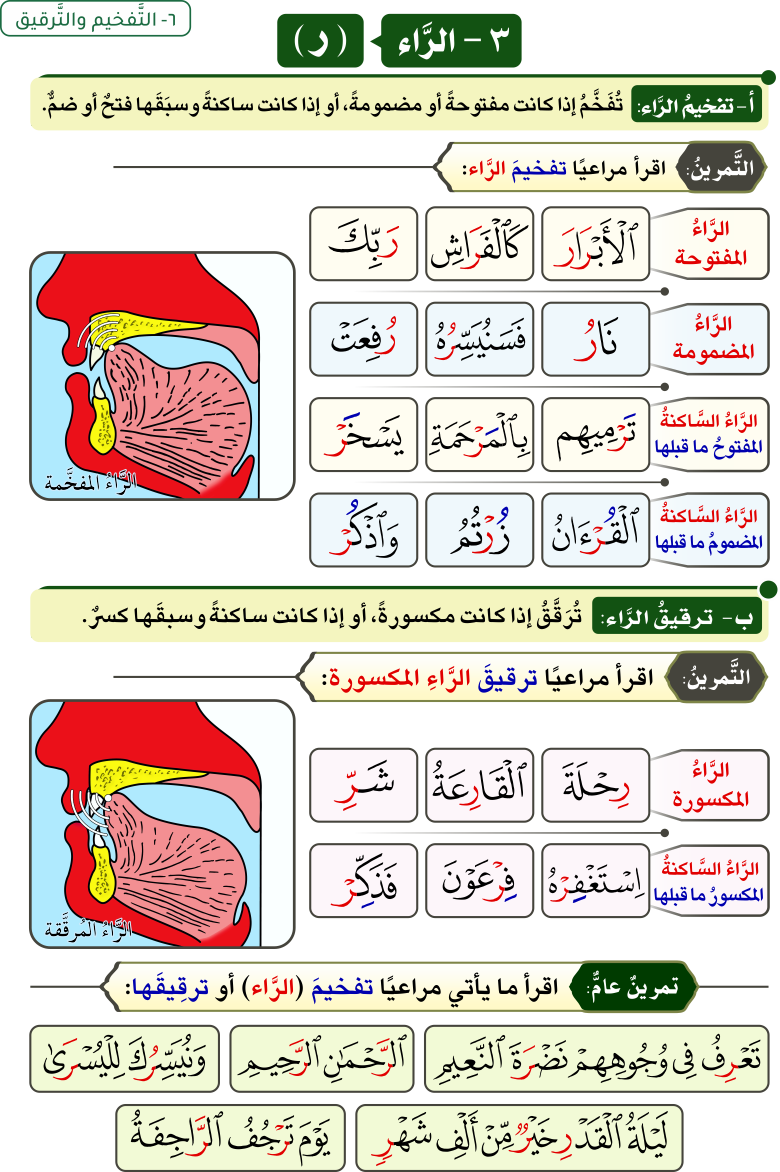 ٦- التَّفخيم والتَّرقيق
٣ - الرَّاء (ر)
أ- تفخيمُ الرَّاء: تُفَخَّمُ إذا كانت مفتوحةً أو مضمومةً، أو إذا كانت ساكنةً وسبَقَها فتحٌ أو ضمٌّ.
التَّمرينُ: اقرأ مراعيًا تفخيمَ الرَّاء:
الرَّاءُ المفتوحة
ٱلْأَبْرَارَ كَٱلْفَرَاشِ رَبِّكَ
الرَّاءُ المضمومة
نَارُ فَسَنُيَسِّرُهُ رُفِعَتْ
الرَّاءُ السَّاكنةُ
المفتوحُ ما قبلها
تَرْمِيهِم بِٱلْمَرْحَمَةِ يَسْخَرْ
الرَّاءُ السَّاكنةُ
المضمومُ ما قبلها
ٱلْقُرْءَانُ زُرْتُمُ وَٱذْكُرْ
الرَّاءُ المفخَّمة
ب- ترقيقُ الرَّاء: تُرَقَّقُ إذا كانت مكسورةً، أو إذا كانت ساكنةً وسبقَها كسرٌ.
التَّمرينُ: اقرأ مراعيًا ترقيقَ الرَّاءِ المكسورة:
الرَّاءُ المكسورة
رِحْلَةَ ٱلْقَارِعَةُ شَرِّ
الرَّاءُ السَّاكنةُ
المكسورُ ما قبلها
اِسْتَغْفِرْهُ فِرْعَوْنَ فَذَكِّرْ
الرَّاءُ المُرقَّقة
تمرينٌ عامٌّ: اقرأ ما يأتي مراعيًا تفخيمَ (الرَّاء) أو ترقِيقَها:
تَعْرِفُ فِى وُجُوهِهِمْ نَضْرَةَ ٱلنَّعِيمِ ٱلرَّحْمَٰنِ ٱلرَّحِيمِ وَنُيَسِّرُكَ لِلْيُسْرَىٰ
لَيْلَةُ ٱلْقَدْرِ خَيْرٌ مِّنْ أَلْفِ شَهْرٍ يَوْمَ تَرْجُفُ ٱلرَّاجِفَةُ